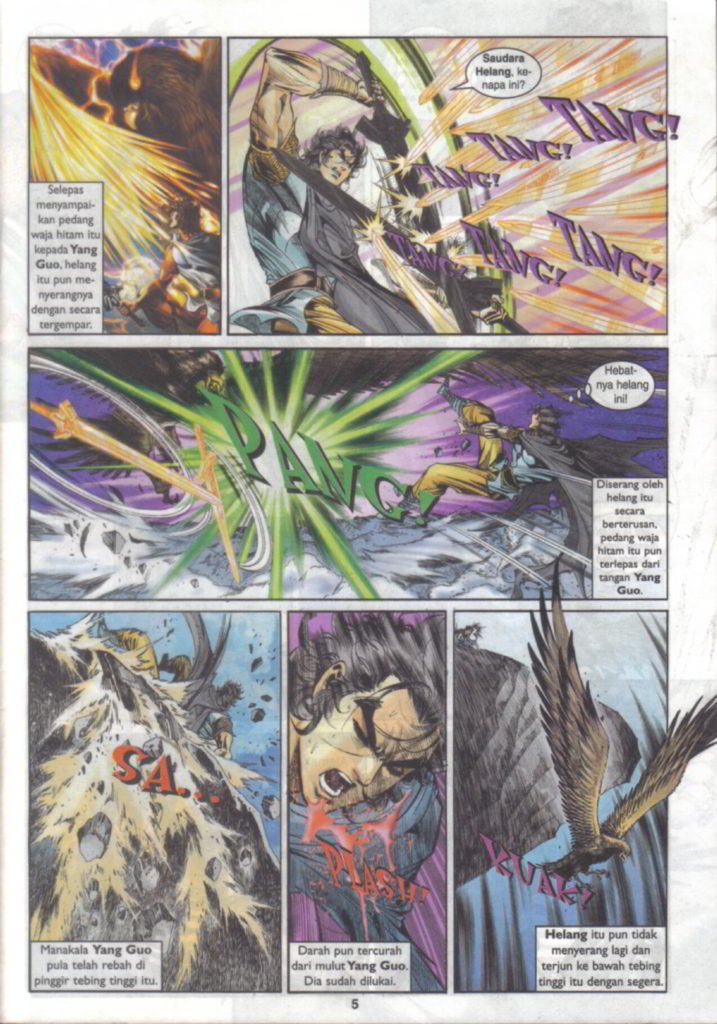 Selepas
menyampai-
kan pedang
waja hitam itu
kepada Yang
Guo, helang
itu pun me-
nyerangnya
dengan secara
tergempar.
Saudara
Helang, ke-
napa ini?
TANG!
TANG!
TANG!
TANG!
TANG!
TANG!
Hebat-
nya helang
ini!
PANG!
Diserang oleh
helang itu
secara
berterusan,
pedang waja
hitam itu pun
terlepas dari
tangan Yang
Guo.
SA...
Manakala Yang Guo
pula telah rebah di
pinggir tebing tinggi itu.
PLASH!
Darah pun tercurah
dari mulut Yang Guo.
Dia sudah dilukai.
KUAK!
Helang itu pun tidak
menyerang lagi dan
terjun ke bawah tebing
tinggi itu dengan segera.
5